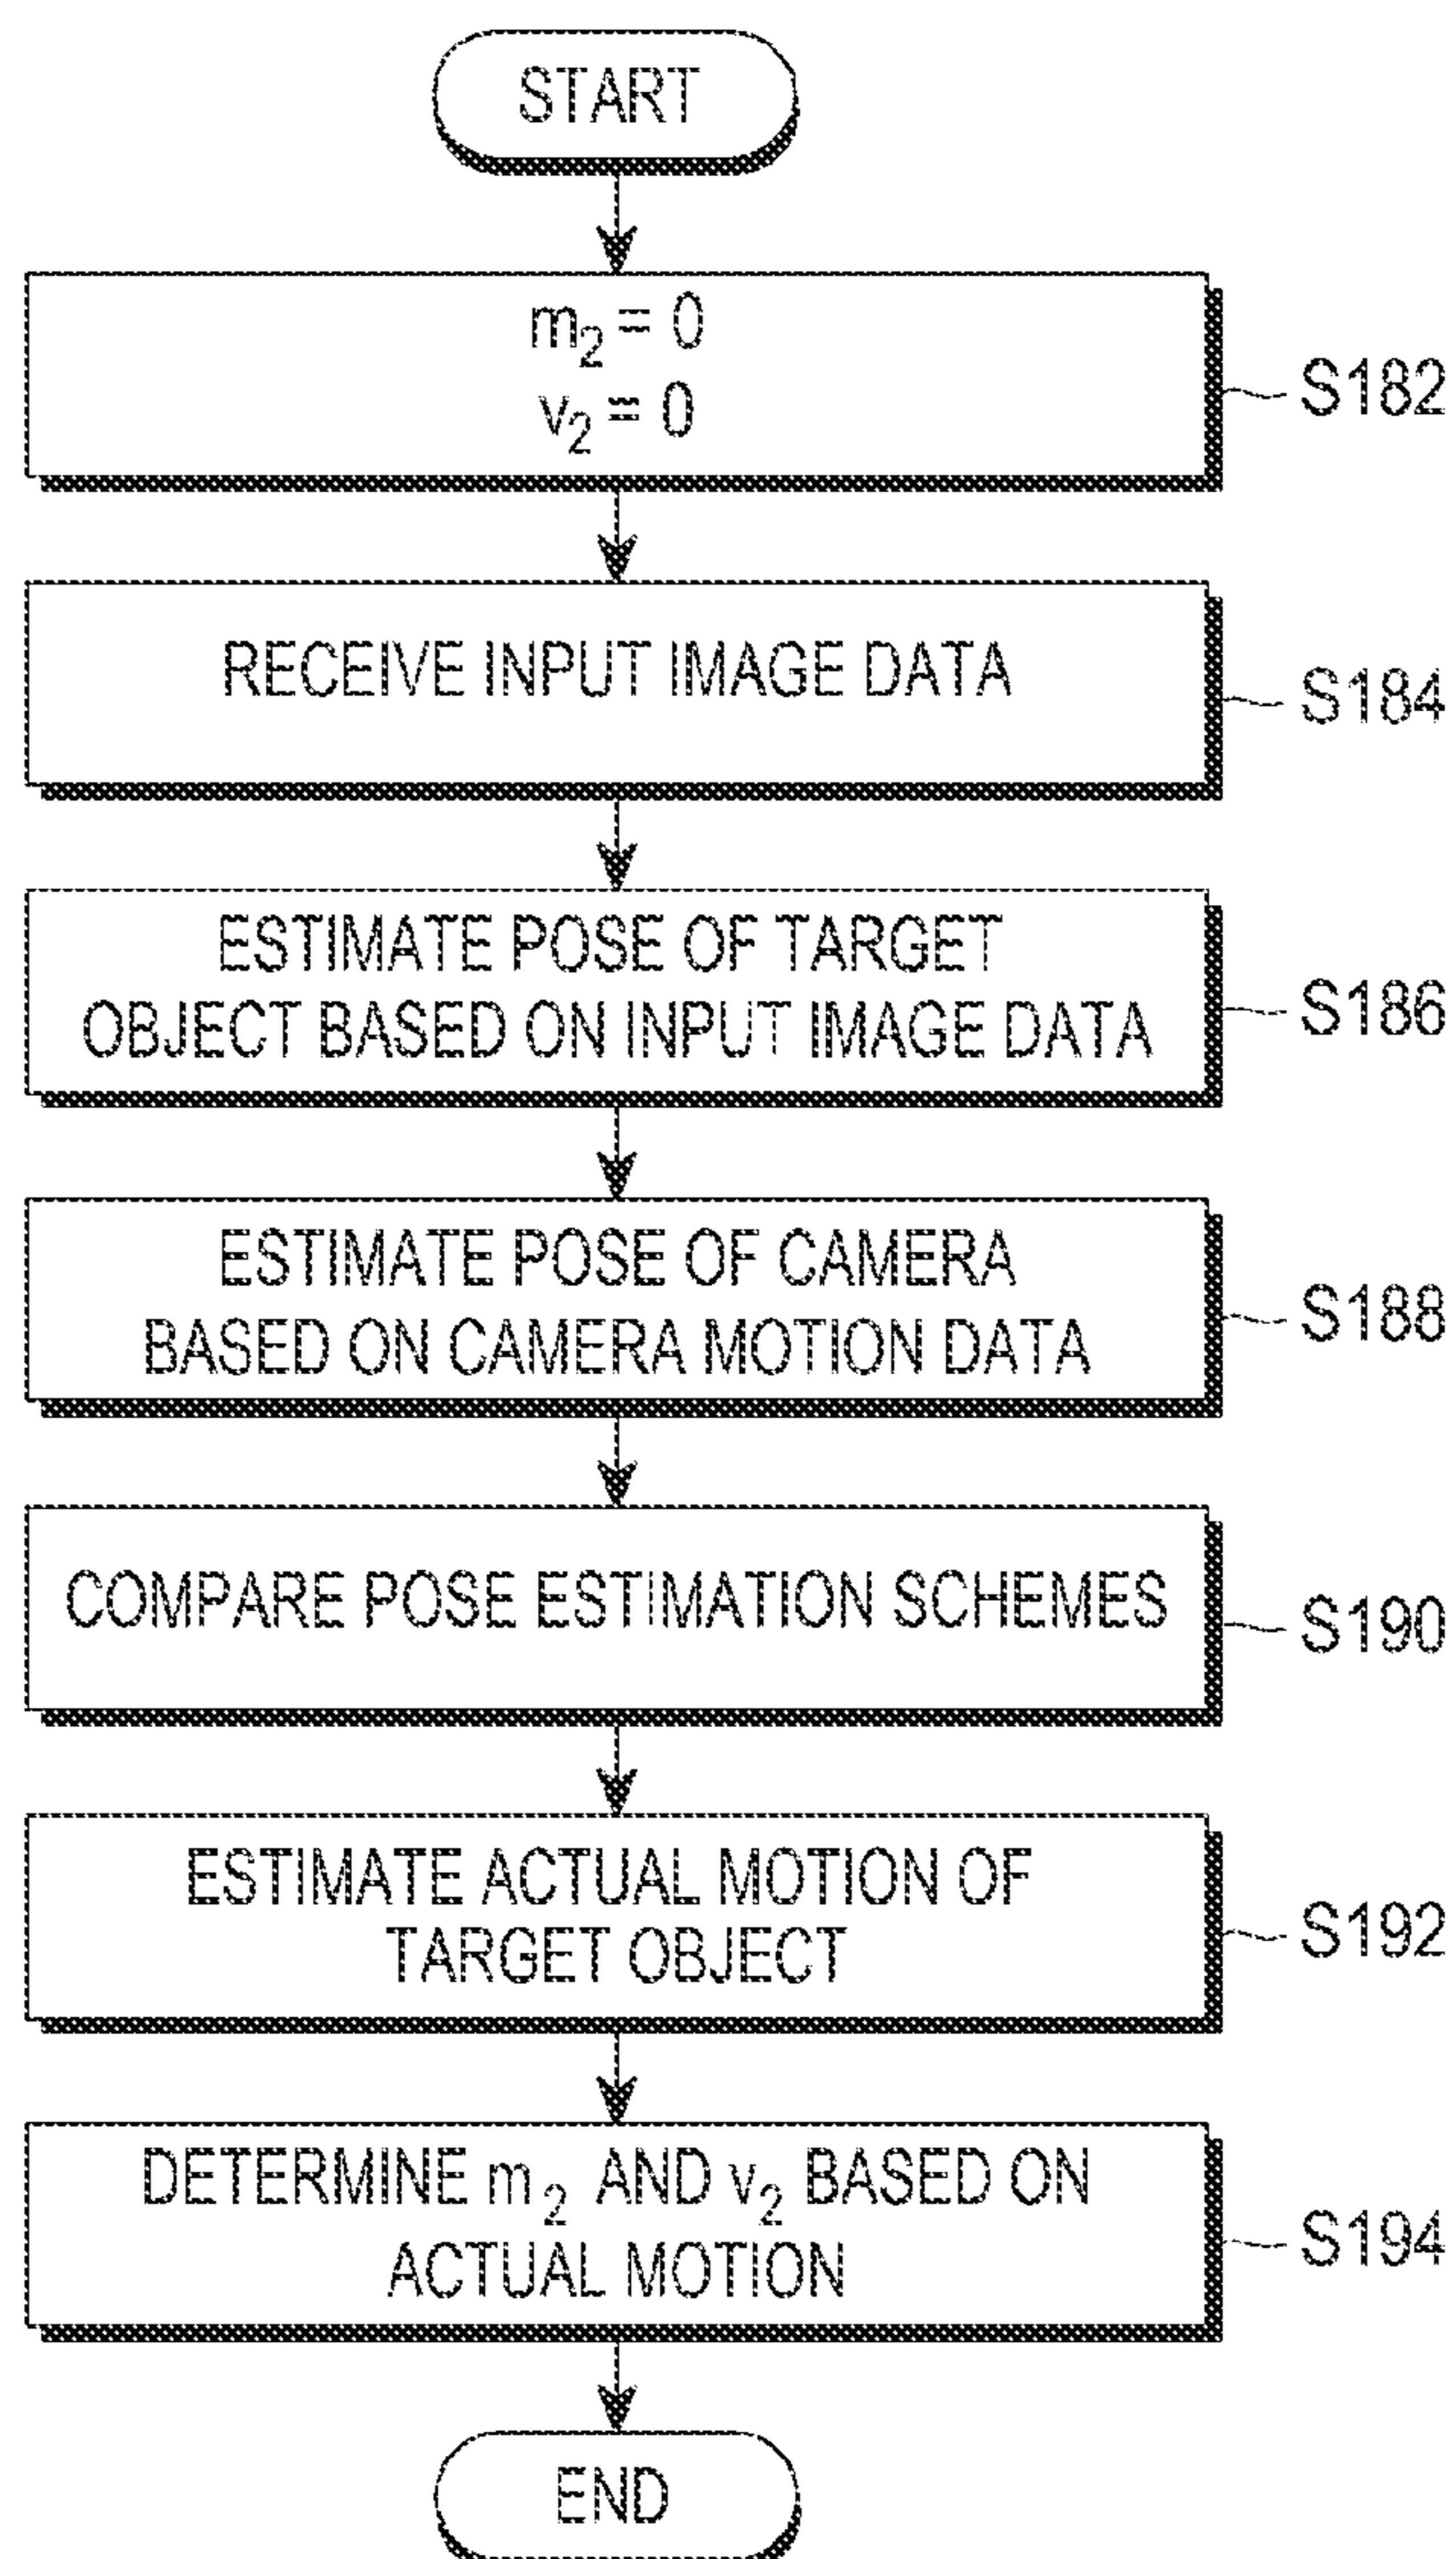 START
m₂ = 0
v₂ = 0
S182
RECEIVE INPUT IMAGE DATA
S184
ESTIMATE POSE OF TARGET
OBJECT BASED ON INPUT IMAGE DATA
S186
ESTIMATE POSE OF CAMERA
BASED ON CAMERA MOTION DATA
S188
COMPARE POSE ESTIMATION SCHEMES
S190
ESTIMATE ACTUAL MOTION OF
TARGET OBJECT
S192
DETERMINE m₂ AND v₂ BASED ON
ACTUAL MOTION
S194
END